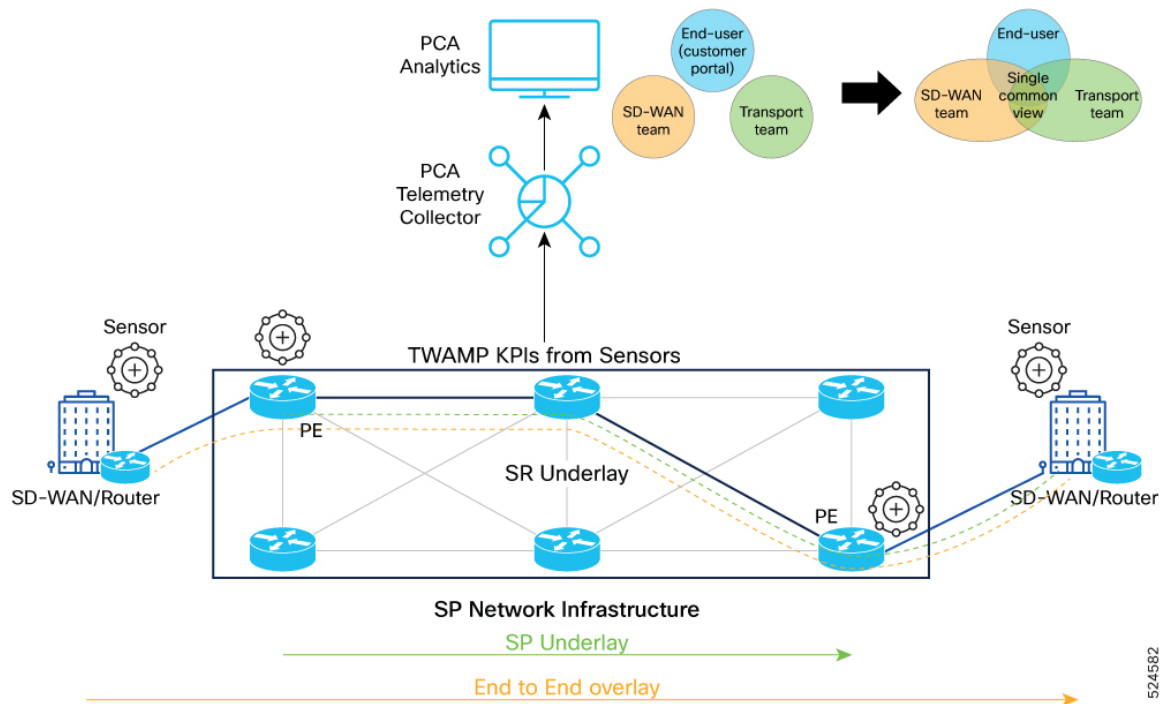 PCA
Analytics
End-user
(customer
portal)
SD-WAN
team
Transport
team
End-user
SD-WAN
team
Single
common
view
Transport
team
PCA
Telemetry
Collector
Sensor
Sensor
TWAMP KPIs from Sensors
PE
SR Underlay
PE
SD-WAN/Router
SD-WAN/Router
SP Network Infrastructure
SP Underlay
End to End overlay
524582